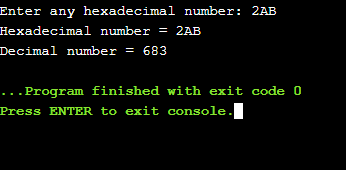 Enter any hexadecimal number: 2AB
Hexadecimal number = 2AB
Decimal number = 683
...Program finished with exit code 0
Press ENTER to exit console.